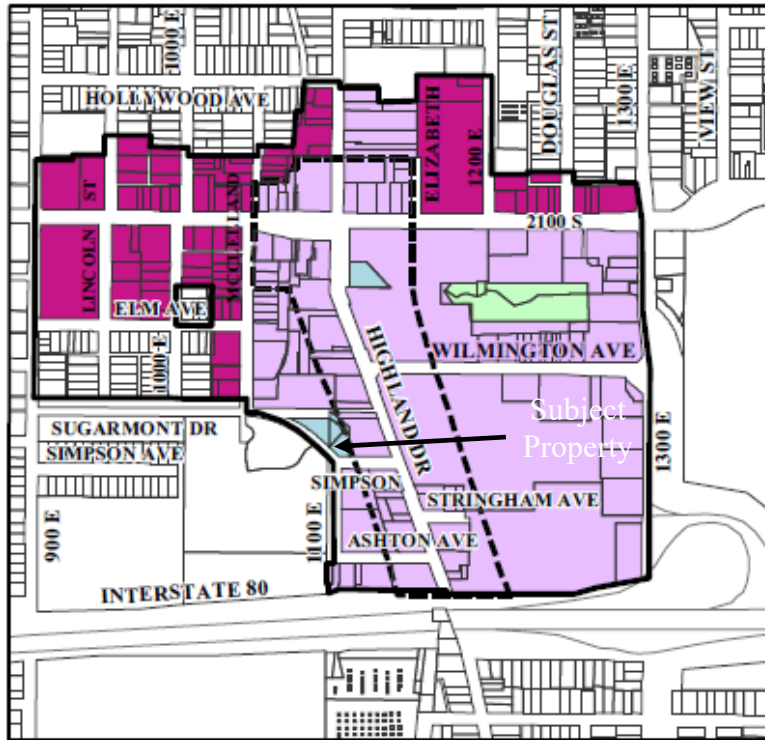 1000 E
HOLLYWOOD AVE
DOUGLAS ST
1300 E
VIEW ST
ELIZABETH
1200 E
LINCOLN
ST
MCCLELLAND
2100 S
ELM AVE
1000 E
HIGHLAND DR
WILMINGTON AVE
SUGARMONT DR
SIMPSON AVE
Subject
Property
1300 E
SIMPSON
STRINGHAM AVE
900 E
1100 E
ASHTON AVE
INTERSTATE 80